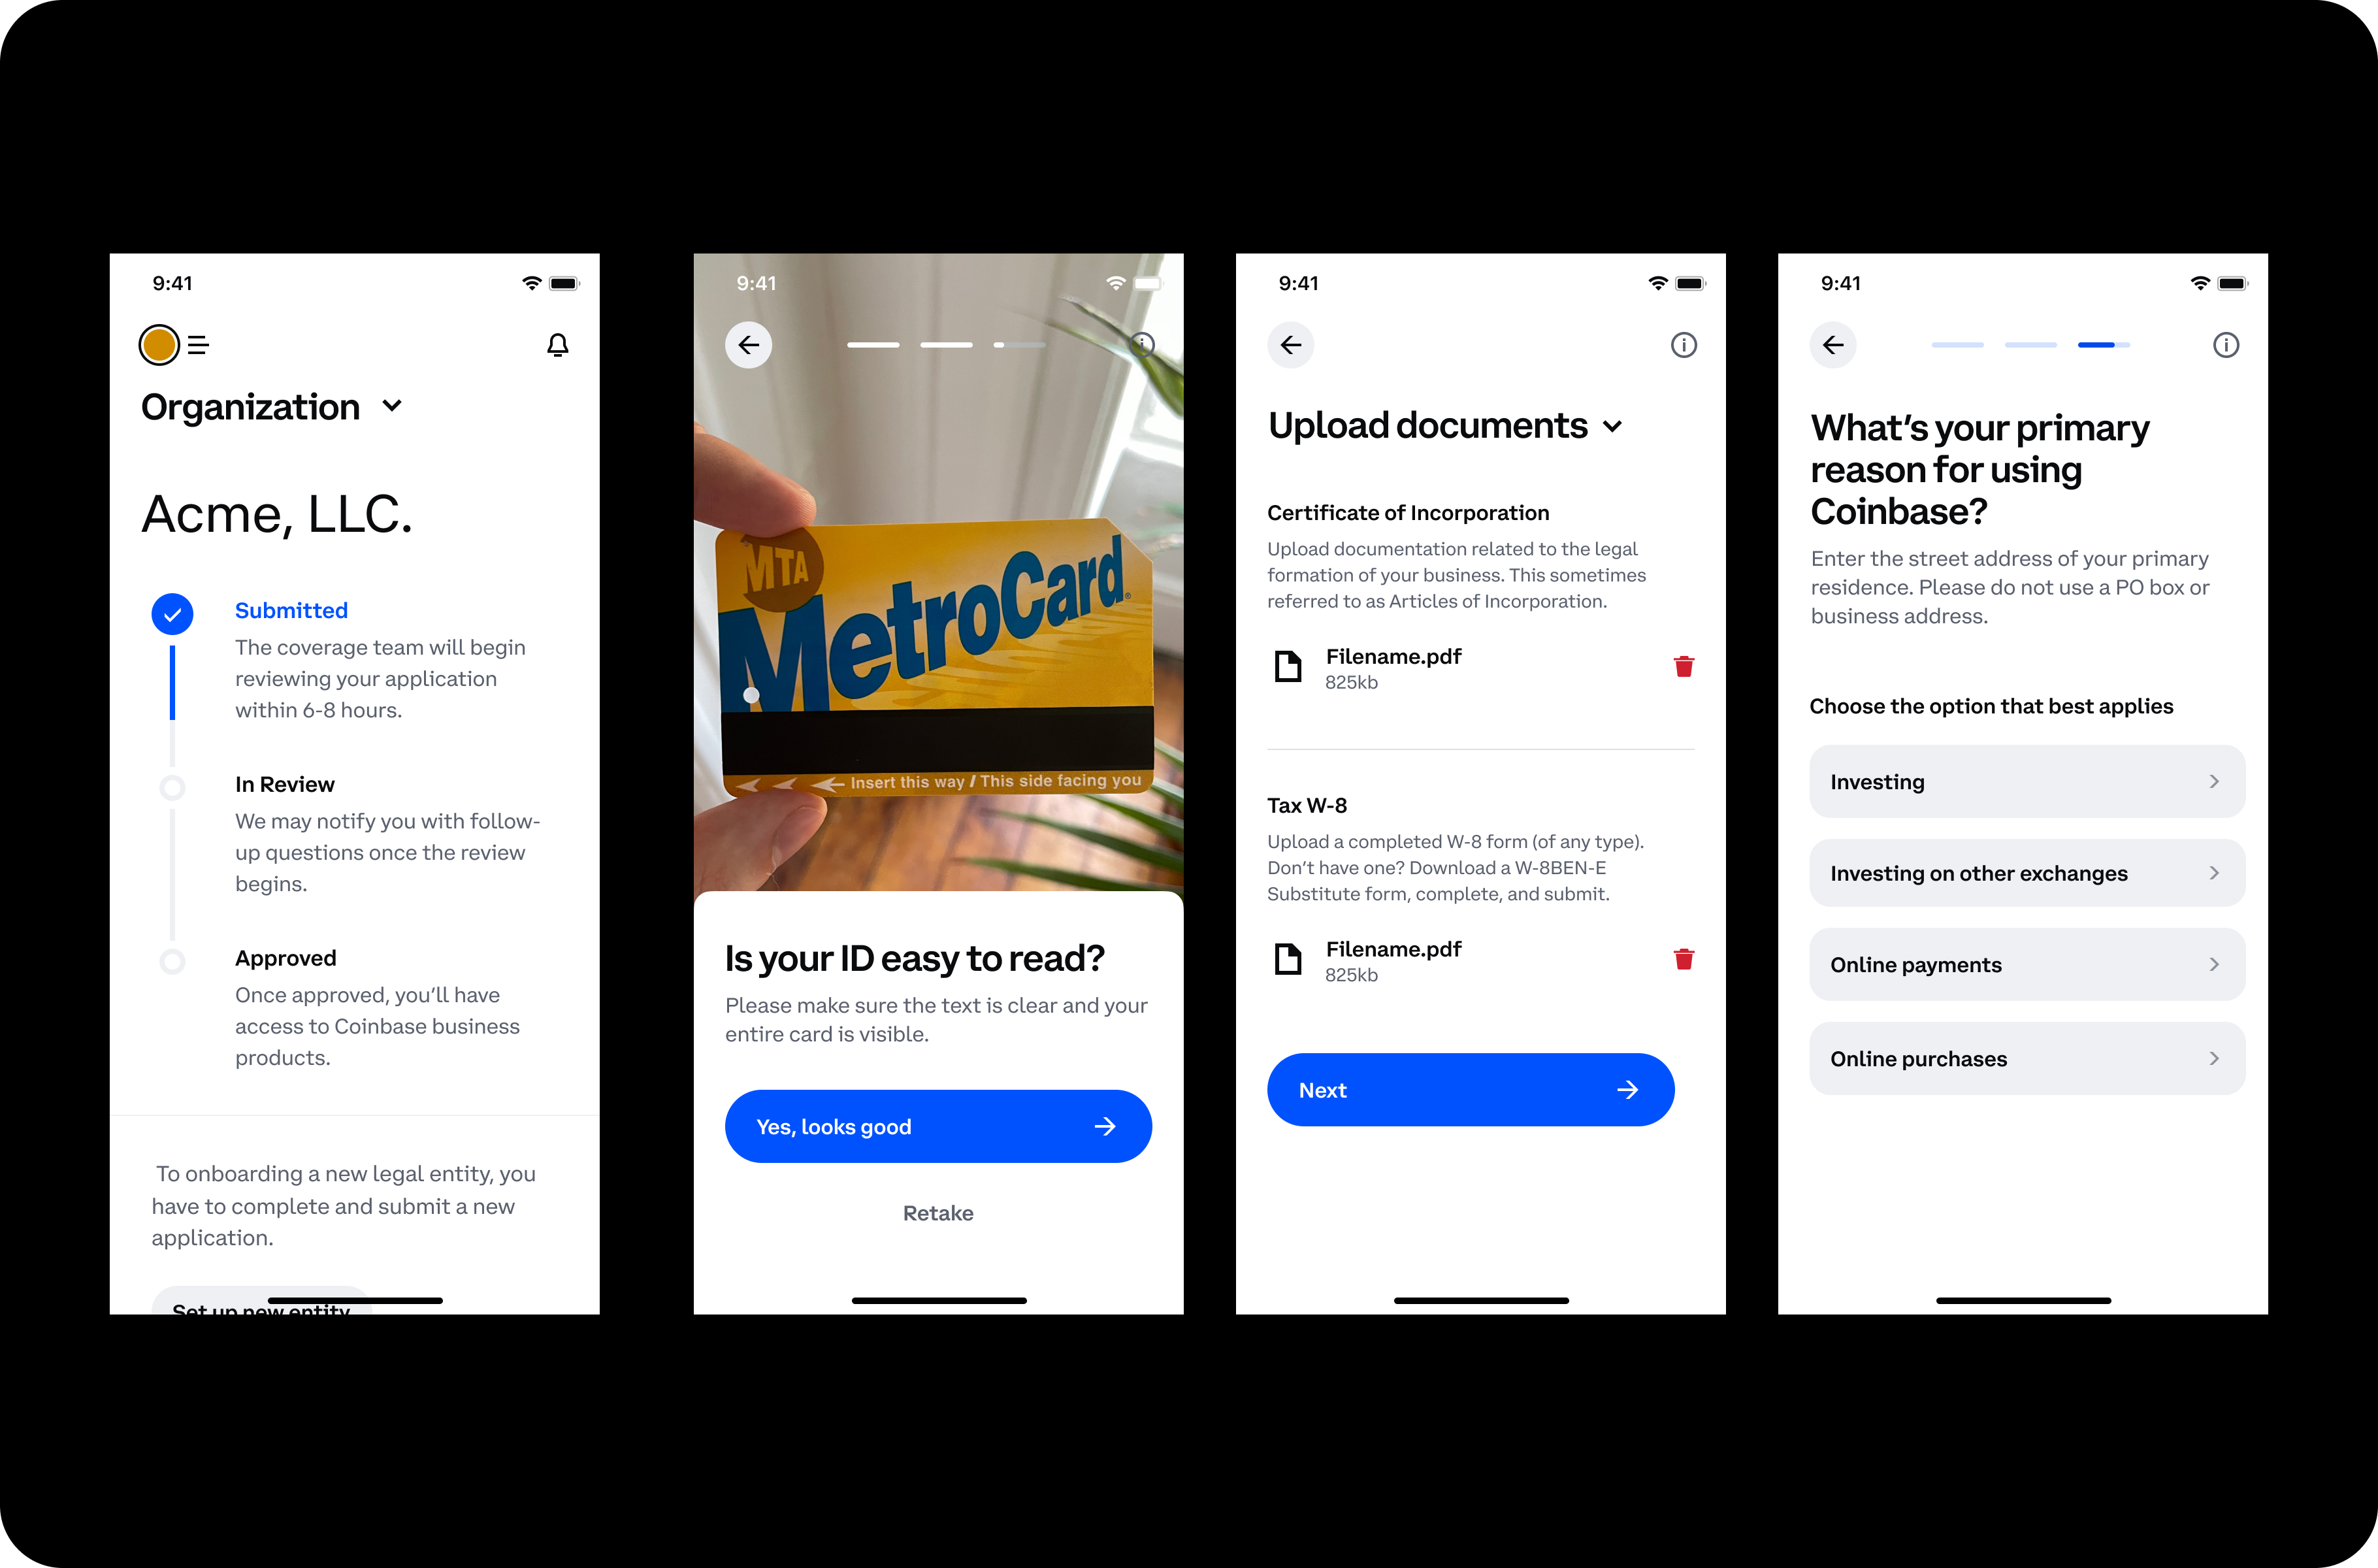 9:41
Organization
Acme, LLC.
Submitted
The coverage team will begin
reviewing your application
within 6-8 hours.
In Review
We may notify you with follow-
up questions once the review
begins.
Approved
Once approved, you’ll have
access to Coinbase business
products.
To onboarding a new legal entity, you
have to complete and submit a new
application.
Set up new entity
9:41
MTA
MetroCard®
Insert this way / This side facing you
Is your ID easy to read?
Please make sure the text is clear and your
entire card is visible.
Yes, looks good
Retake
9:41
Upload documents
Certificate of Incorporation
Upload documentation related to the legal
formation of your business. This sometimes
referred to as Articles of Incorporation.
Filename.pdf
825kb
Tax W-8
Upload a completed W-8 form (of any type).
Don’t have one? Download a W-8BEN-E
Substitute form, complete, and submit.
Filename.pdf
825kb
Next
9:41
What’s your primary
reason for using
Coinbase?
Enter the street address of your primary
residence. Please do not use a PO box or
business address.
Choose the option that best applies
Investing
Investing on other exchanges
Online payments
Online purchases